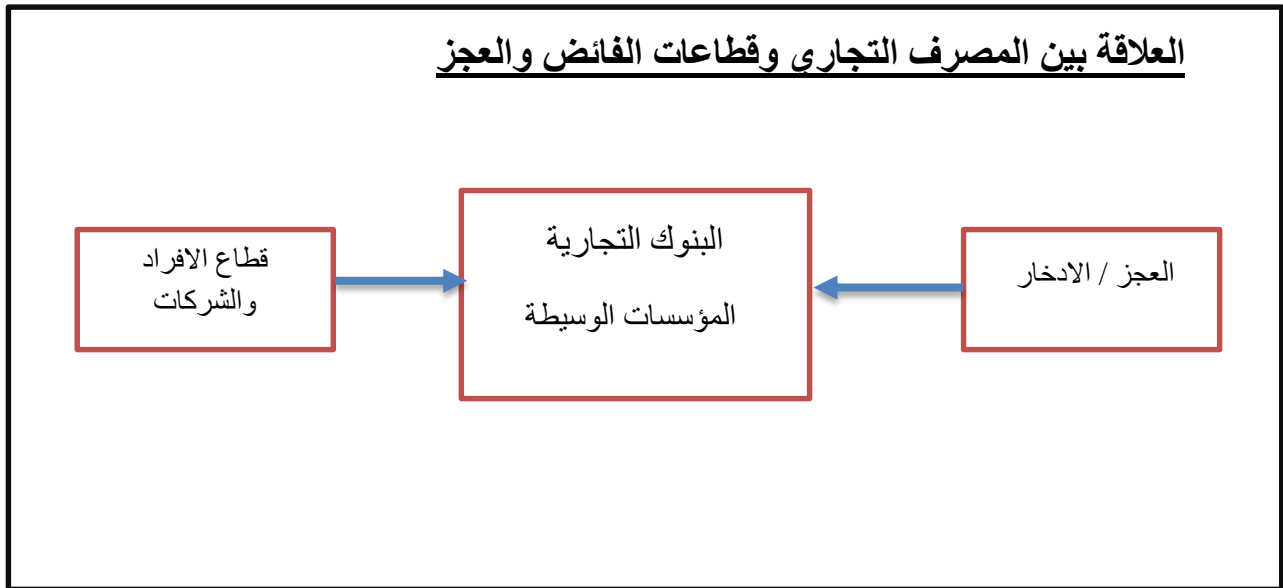 العلاقة بين المصرف التجاري وقطاعات الفائض والعجز
العجز / الادخار
البنوك التجارية
المؤسسات الوسيطة
قطاع الافراد
والشركات